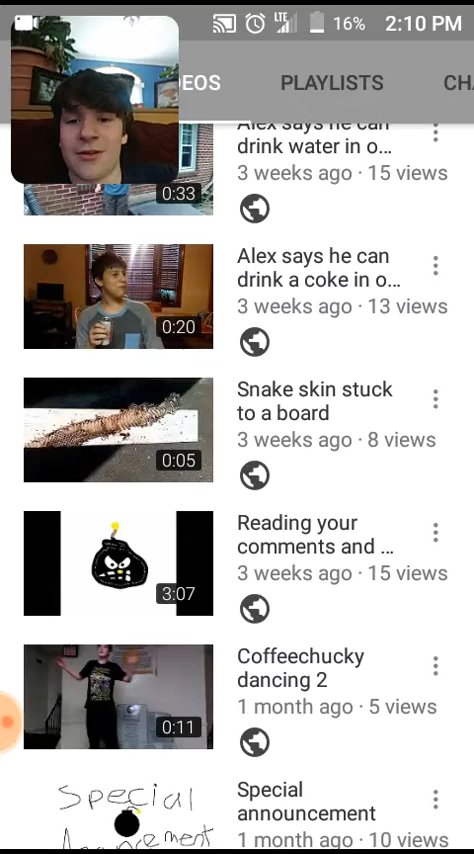 LTE 16% 2:10 PM
EOS PLAYLISTS CHA
Alex says he can
drink water in o...
3 weeks ago · 15 views
0:33
Alex says he can
drink a coke in o...
3 weeks ago · 13 views
0:20
Snake skin stuck
to a board
3 weeks ago · 8 views
0:05
Reading your
comments and ...
3 weeks ago · 15 views
3:07
Coffeechucky
dancing 2
1 month ago · 5 views
0:11
Special
Special
announcement
1 month ago · 10 views